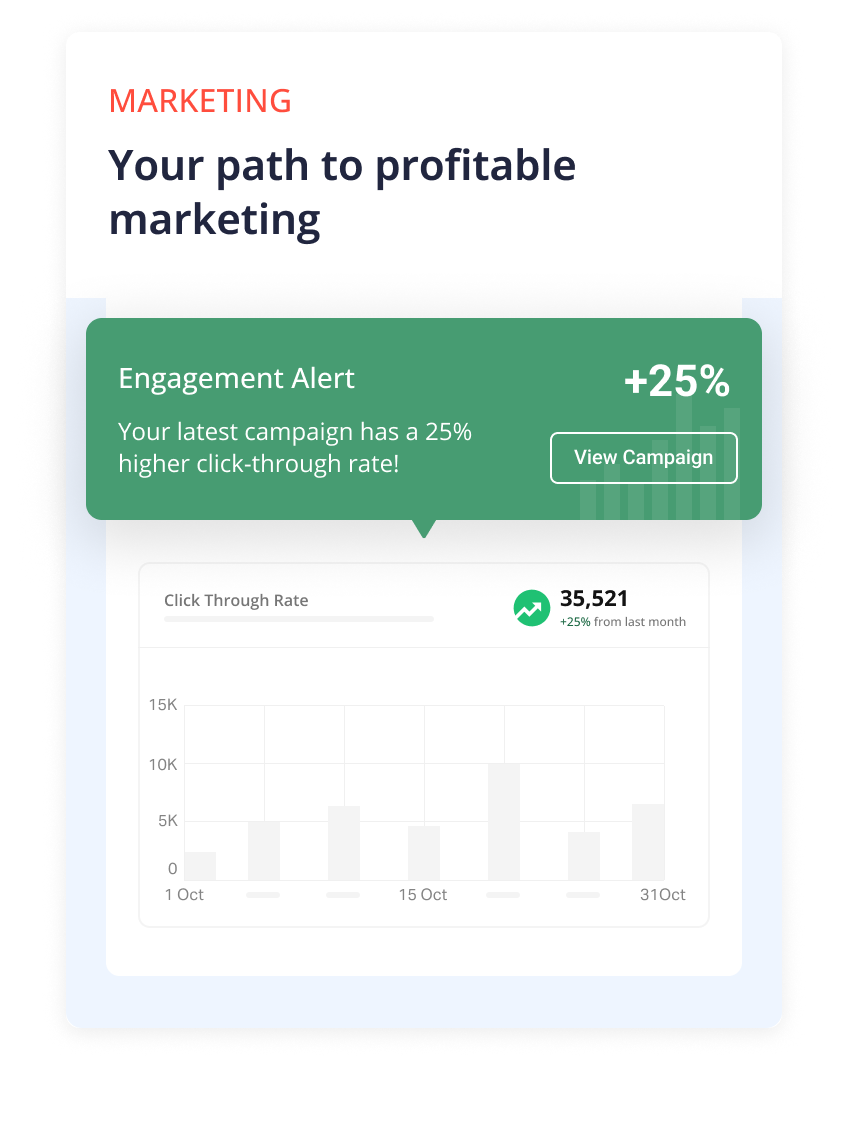 MARKETING
Your path to profitable
marketing
Engagement Alert
+25%
Your latest campaign has a 25%
higher click-through rate!
View Campaign
Click Through Rate
35,521
+25% from last month
15K
10K
5K
0
1 Oct
15 Oct
31Oct